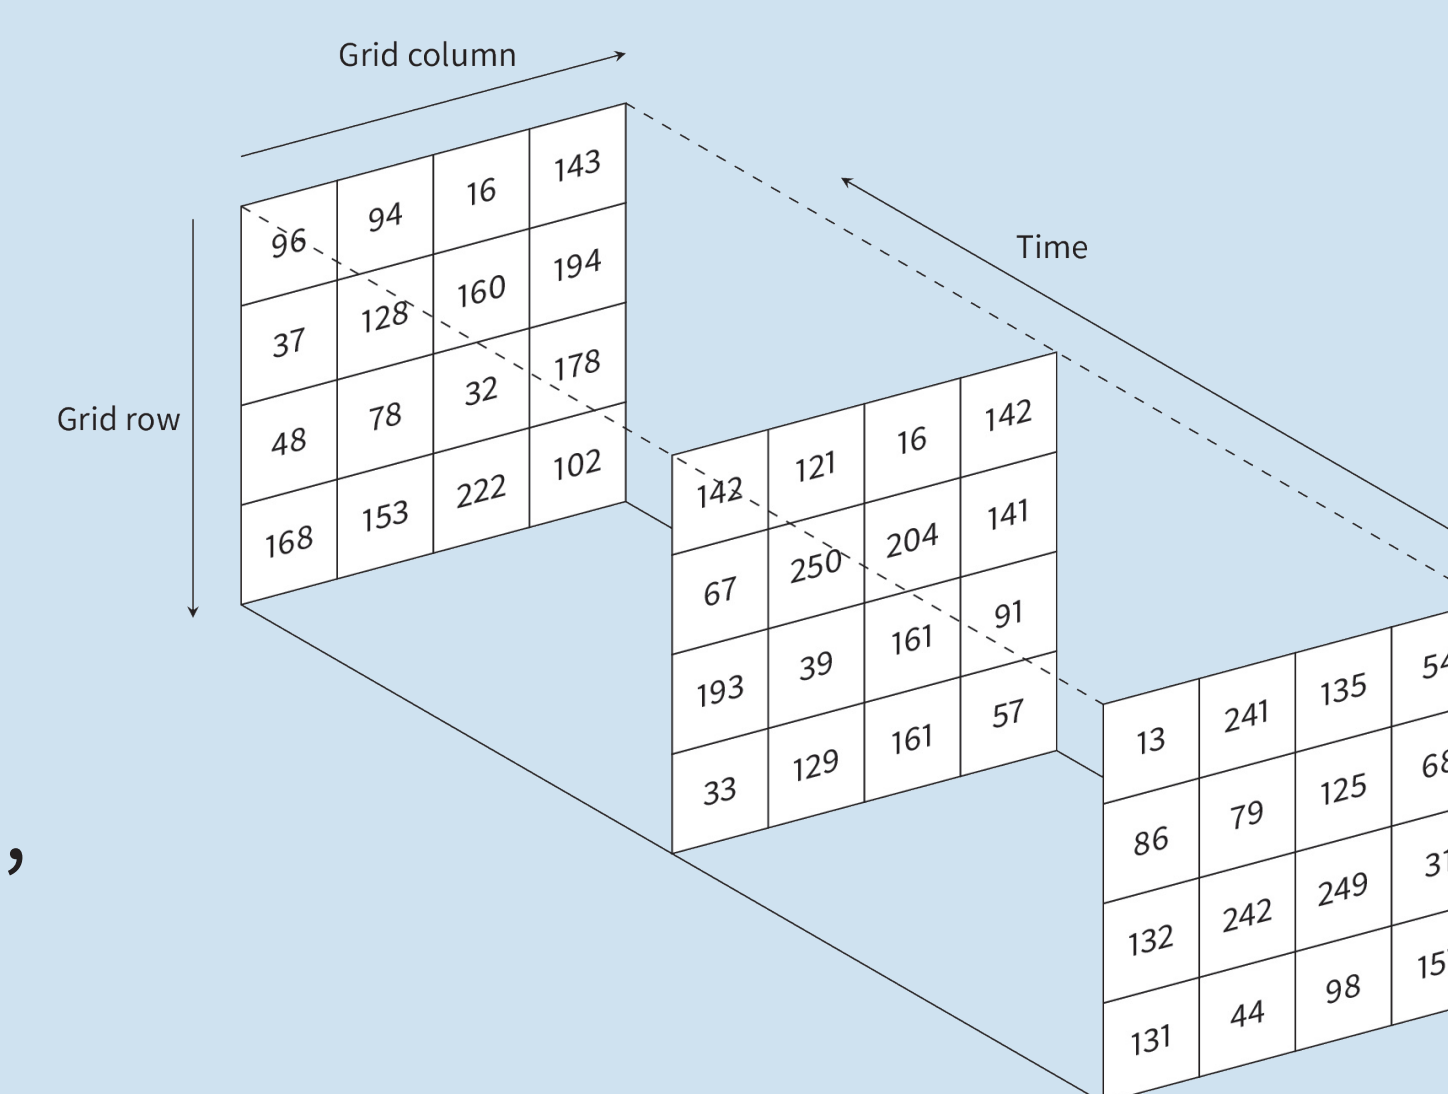 Grid column
Time
Grid row
96 94 16 143
37 128 160 194
48 78 32 178
168 153 222 102
142 121 16 142
67 250 204 141
193 39 161 91
33 129 161 57
13 241 135
86 79 125
132 242 249
131 44 98
,